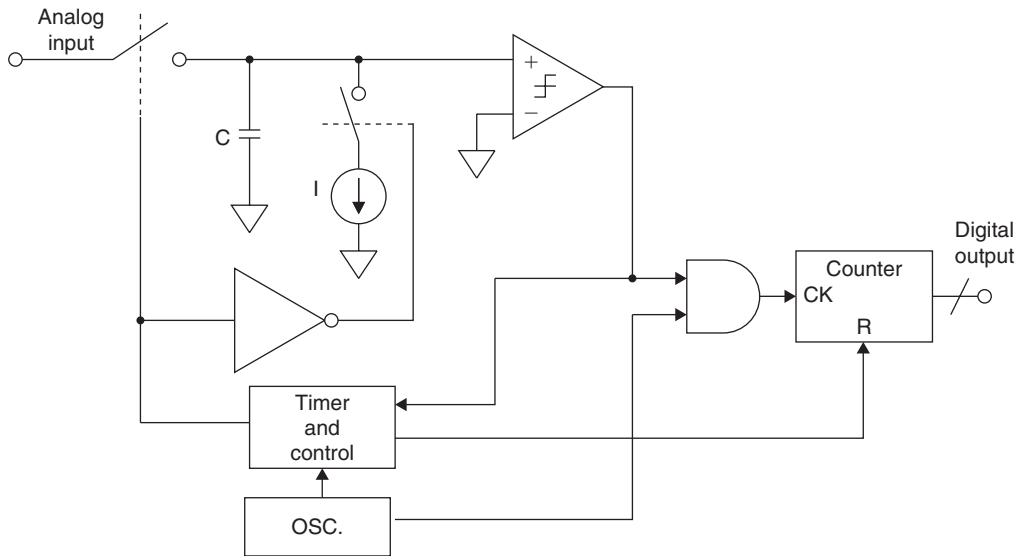 Analog
input
+
−
C
I
Digital
output
Counter
CK
R
Timer
and
control
OSC.